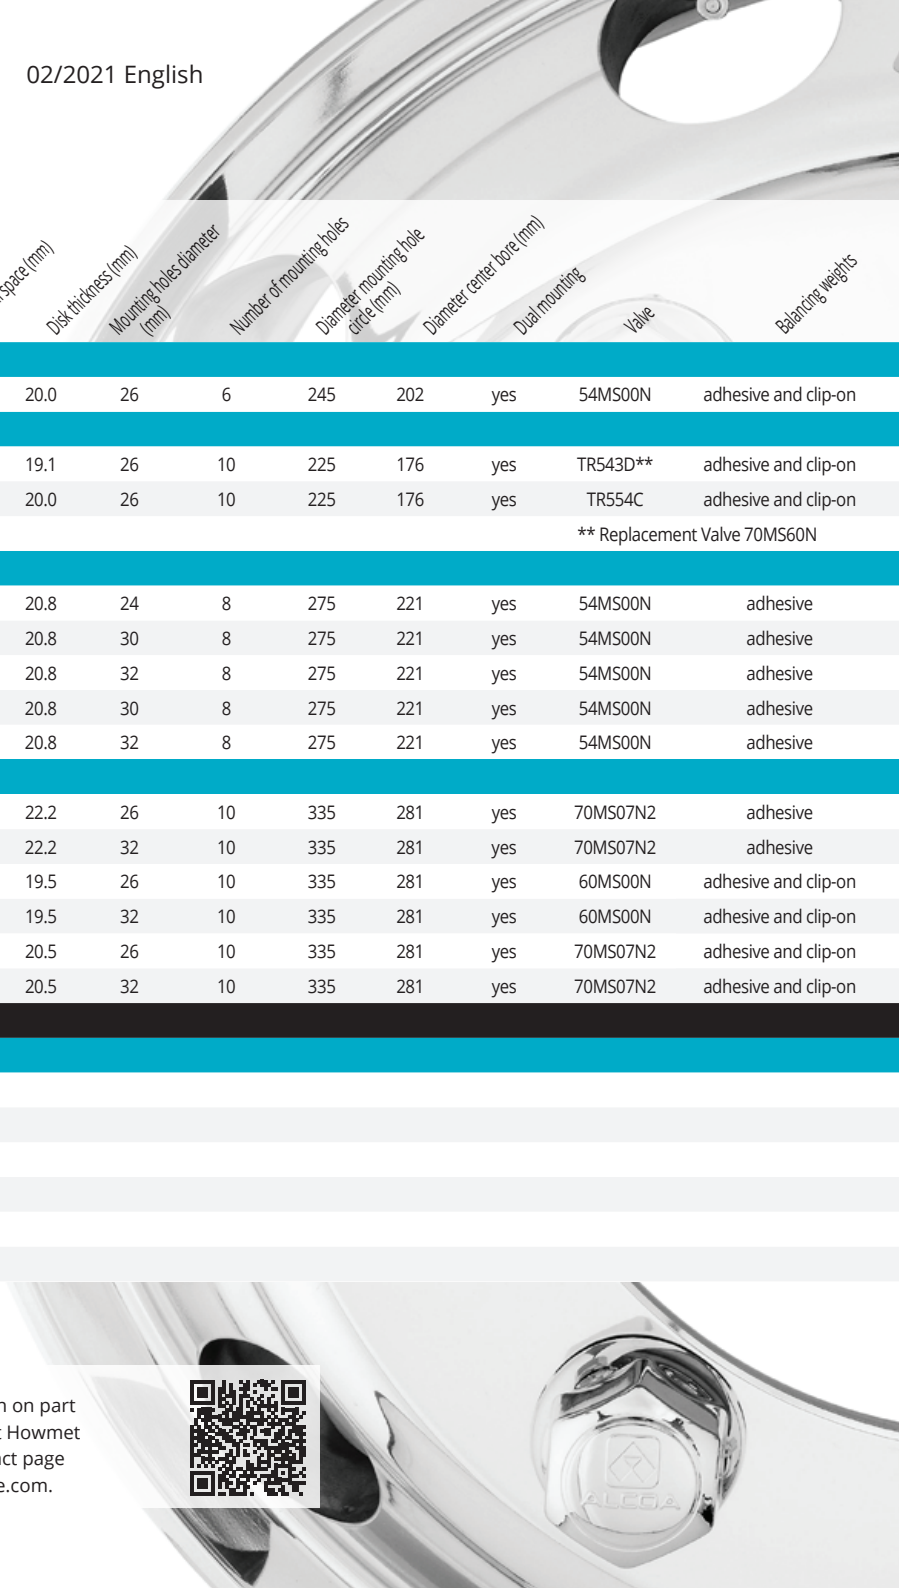 02/2021 English
space (mm)
Disk thickness (mm)
Mounting holes diameter
(mm)
Number of mounting holes
Diameter mounting hole
circle (mm)
Diameter center bore (mm)
Dual mounting
Valve
Balancing weights
20.0 26 6 245 202 yes 54MS00N adhesive and clip-on
19.1 26 10 225 176 yes TR543D** adhesive and clip-on
20.0 26 10 225 176 yes TR554C adhesive and clip-on
** Replacement Valve 70MS60N
20.8 24 8 275 221 yes 54MS00N adhesive
20.8 30 8 275 221 yes 54MS00N adhesive
20.8 32 8 275 221 yes 54MS00N adhesive
20.8 30 8 275 221 yes 54MS00N adhesive
20.8 32 8 275 221 yes 54MS00N adhesive
22.2 26 10 335 281 yes 70MS07N2 adhesive
22.2 32 10 335 281 yes 70MS07N2 adhesive
19.5 26 10 335 281 yes 60MS00N adhesive and clip-on
19.5 32 10 335 281 yes 60MS00N adhesive and clip-on
20.5 26 10 335 281 yes 70MS07N2 adhesive and clip-on
20.5 32 10 335 281 yes 70MS07N2 adhesive and clip-on
n on part
t Howmet
ct page
e.com.
ALCOA